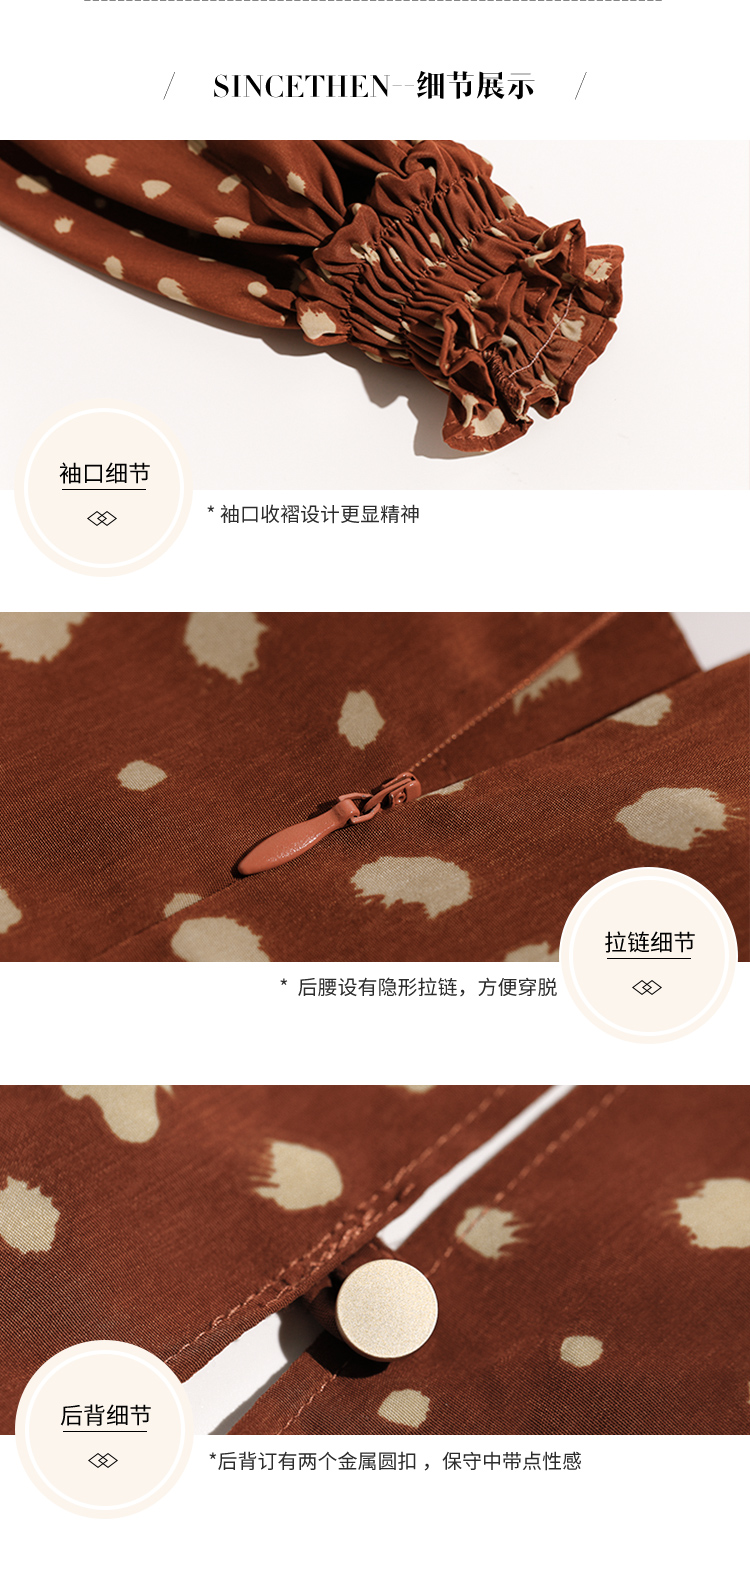 SINCETHEN--细节展示
袖口细节
* 袖口收褶设计更显精神
拉链细节
* 后腰设有隐形拉链，方便穿脱
后背细节
*后背订有两个金属圆扣 ，保守中带点性感